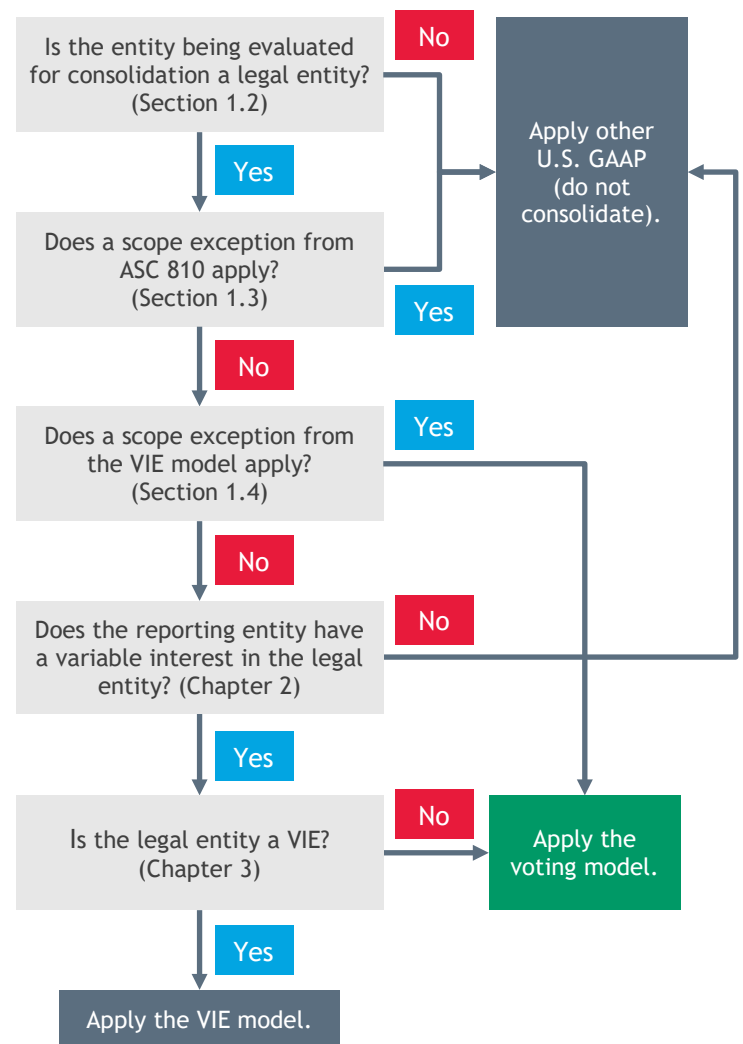 Is the entity being evaluated
for consolidation a legal entity?
(Section 1.2)
No
Apply other
U.S. GAAP
(do not
consolidate).
Yes
Does a scope exception from
ASC 810 apply?
(Section 1.3)
Yes
No
Does a scope exception from
the VIE model apply?
(Section 1.4)
Yes
No
Does the reporting entity have
a variable interest in the legal
entity? (Chapter 2)
No
Yes
Is the legal entity a VIE?
(Chapter 3)
No
Apply the
voting model.
Yes
Apply the VIE model.